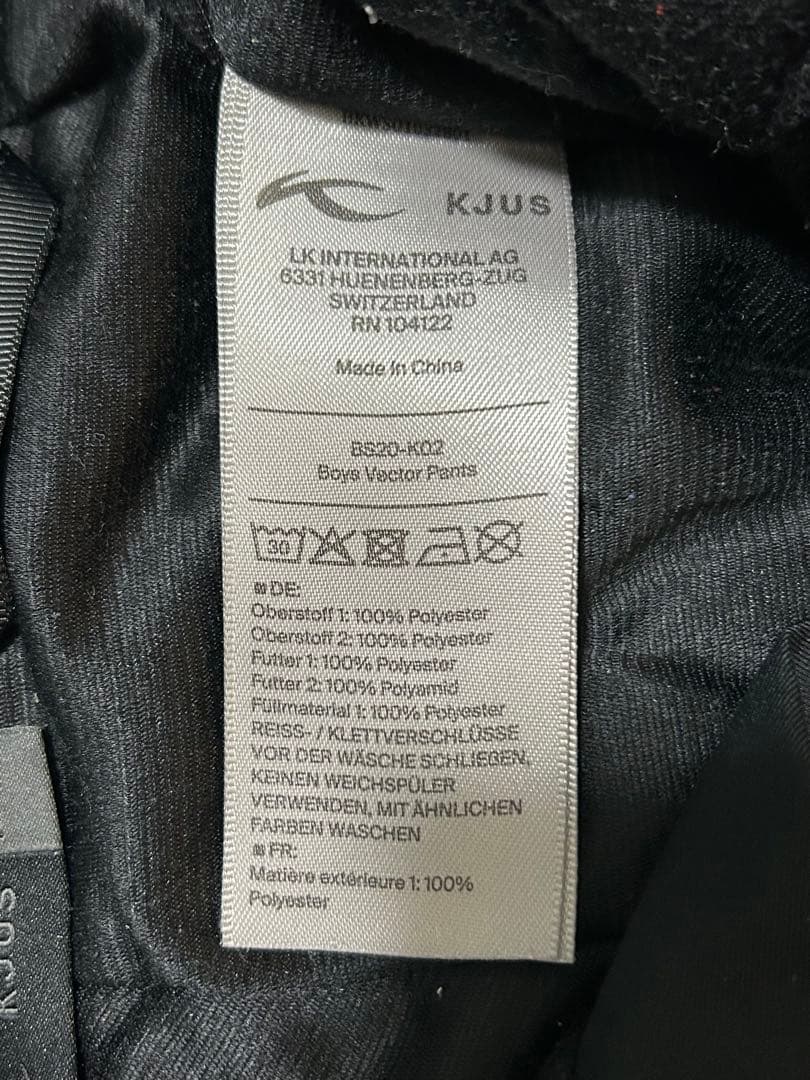 KJUS
LK INTERNATIONAL AG
6331 HUENENBERG-ZUG
SWITZERLAND
RN 104122
Made in China
BS20-K02
Boys Vector Pants
30
DE:
Oberstoff 1: 100% Polyester
Oberstoff 2: 100% Polyester
Futter 1: 100% Polyester
Futter 2: 100% Polyamid
Füllmaterial 1: 100% Polyester
REISS- / KLETTVERSCHLÜSSE
VOR DER WÄSCHE SCHLIEßEN,
KEINEN WEICHSPÜLER
VERWENDEN, MIT ÄHNLICHEN
FARBEN WASCHEN
FR:
Matière extérieure 1: 100%
Polyester
KJUS